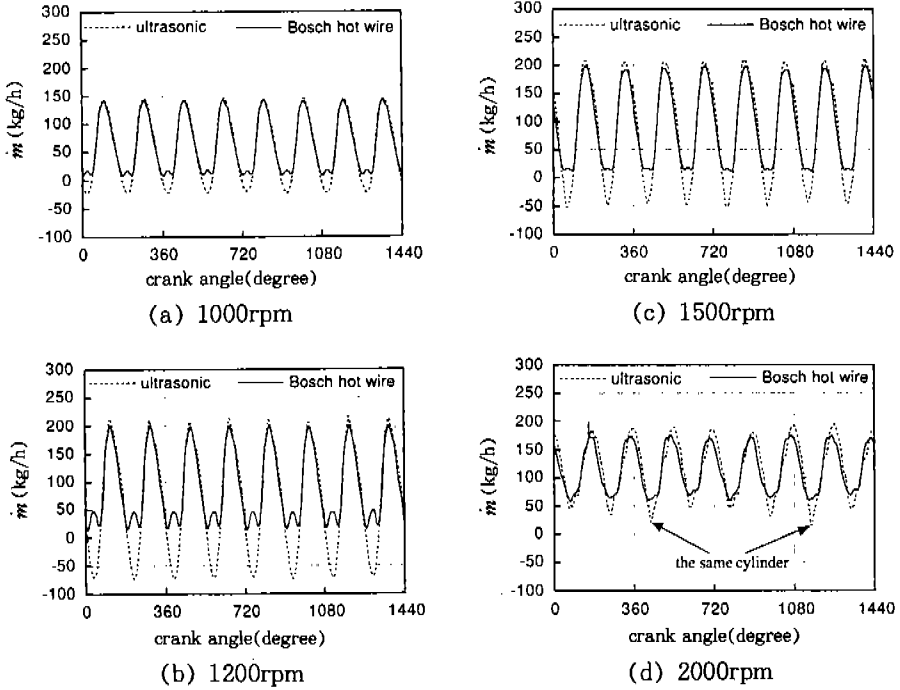 300
250
200
150
100
50
0
-50
-100
ṁ (kg/h)
ultrasonic Bosch hot wire
0 360 720 1080 1440
crank angle(degree)
(a) 1000rpm
300
250
200
150
100
50
0
-50
-100
ṁ (kg/h)
ultrasonic Bosch hot wire
0 360 720 1080 1440
crank angle(degree)
(c) 1500rpm
300
250
200
150
100
50
0
-50
-100
ṁ (kg/h)
ultrasonic Bosch hot wire
0 360 720 1080 1440
crank angle(degree)
(b) 1200rpm
300
250
200
150
100
50
0
-50
-100
ṁ (kg/h)
ultrasonic Bosch hot wire
the same cylinder
0 360 720 1080 1440
crank angle(degree)
(d) 2000rpm